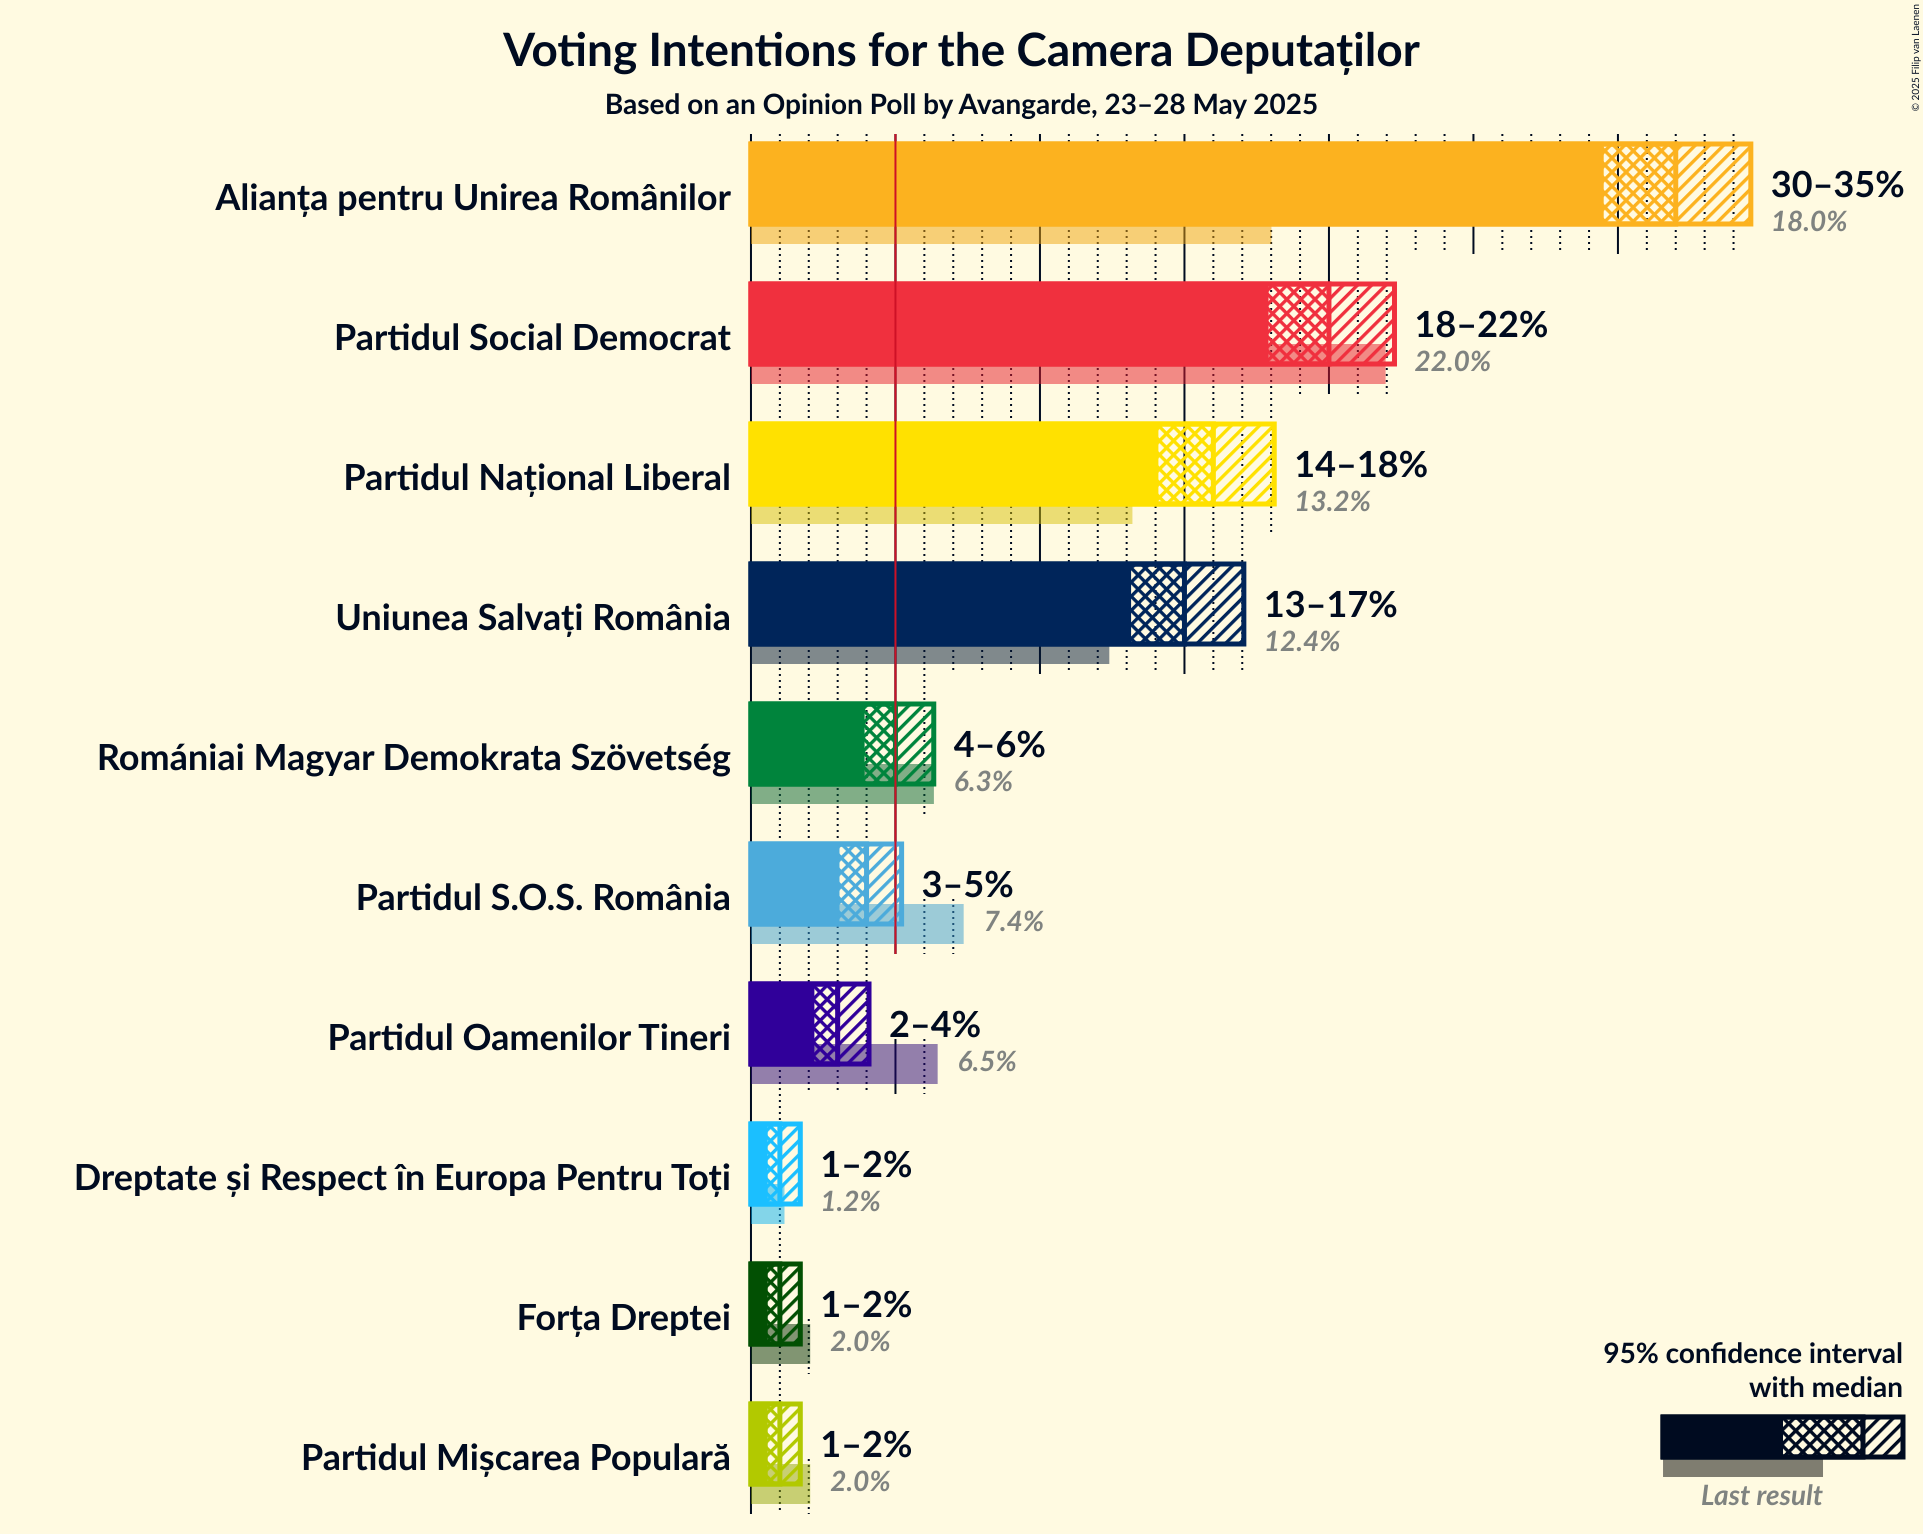 Voting Intentions for the Camera Deputaților
Based on an Opinion Poll by Avangarde, 23–28 May 2025
© 2025 Filip van Laenen
Alianța pentru Unirea Românilor
30–35%
18.0%
Partidul Social Democrat
18–22%
22.0%
Partidul Național Liberal
14–18%
13.2%
Uniunea Salvați România
13–17%
12.4%
Romániai Magyar Demokrata Szövetség
4–6%
6.3%
Partidul S.O.S. România
3–5%
7.4%
Partidul Oamenilor Tineri
2–4%
6.5%
Dreptate și Respect în Europa Pentru Toți
1–2%
1.2%
Forța Dreptei
1–2%
2.0%
Partidul Mișcarea Populară
1–2%
2.0%
95% confidence interval
with median
Last result